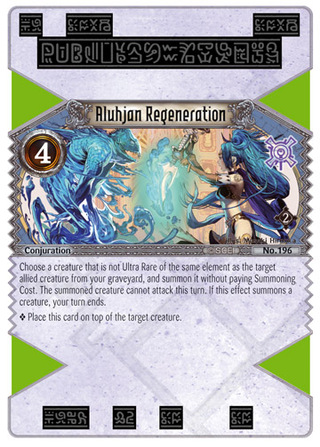 Aluhjan Regeneration
4
2
Conjuration
SCEI
No.196
Choose a creature that is not Ultra Rare of the same element as the target
allied creature from your graveyard, and summon it without paying Summoning
Cost. The summoned creature cannot attack this turn. If this effect summons a
creature, your turn ends.
❖ Place this card on top of the target creature.